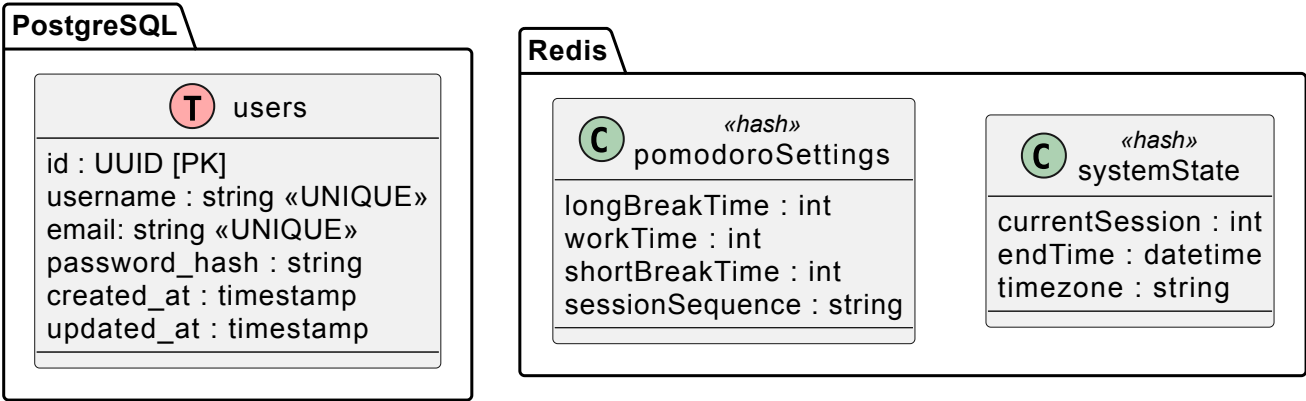 PostgreSQL
T users
id : UUID [PK]
username : string «UNIQUE»
email: string «UNIQUE»
password_hash : string
created_at : timestamp
updated_at : timestamp
Redis
«hash»
C pomodoroSettings
longBreakTime : int
workTime : int
shortBreakTime : int
sessionSequence : string
«hash»
C systemState
currentSession : int
endTime : datetime
timezone : string